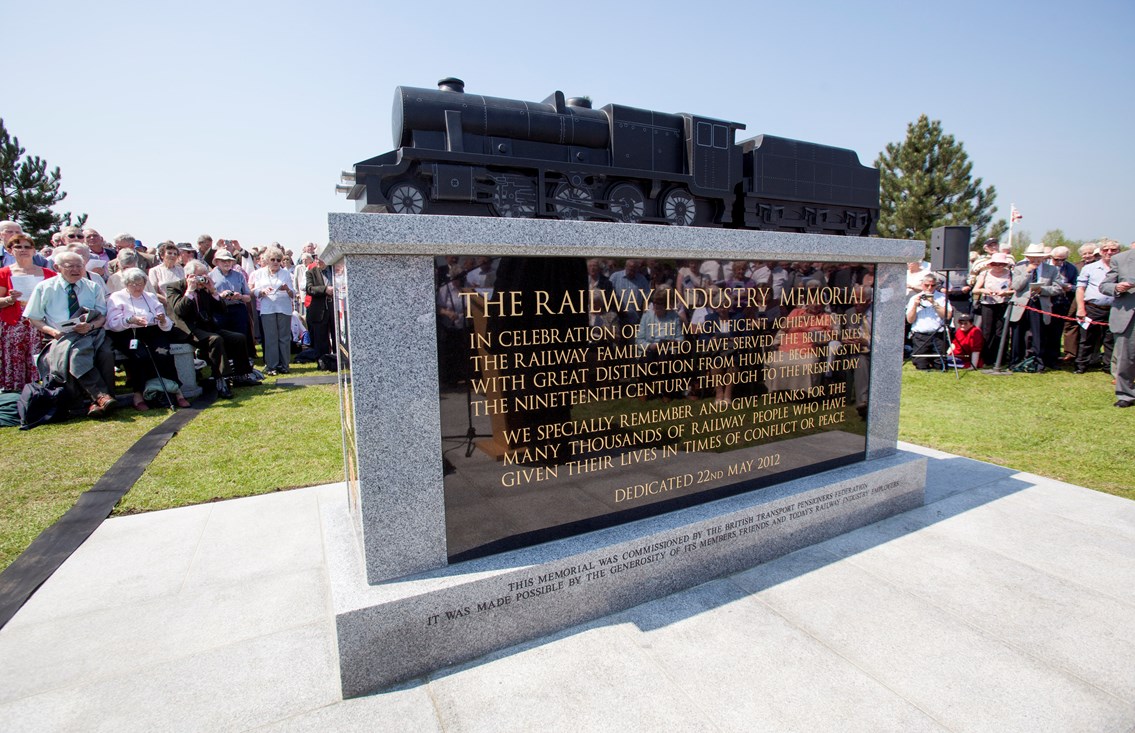 THE RAILWAY INDUSTRY MEMORIAL
IN CELEBRATION OF THE MAGNIFICENT ACHIEVEMENTS OF
THE RAILWAY FAMILY WHO HAVE SERVED THE BRITISH ISLES
WITH GREAT DISTINCTION FROM HUMBLE BEGINNINGS IN
THE NINETEENTH CENTURY THROUGH TO THE PRESENT DAY
WE SPECIALLY REMEMBER AND GIVE THANKS FOR THE
MANY THOUSANDS OF RAILWAY PEOPLE WHO HAVE
GIVEN THEIR LIVES IN TIMES OF CONFLICT OR PEACE
DEDICATED 22ND MAY 2012
THIS MEMORIAL WAS COMMISSIONED BY THE BRITISH TRANSPORT PENSIONERS FEDERATION
IT WAS MADE POSSIBLE BY THE GENEROSITY OF ITS MEMBERS, FRIENDS AND TODAY'S RAILWAY INDUSTRY EMPLOYERS